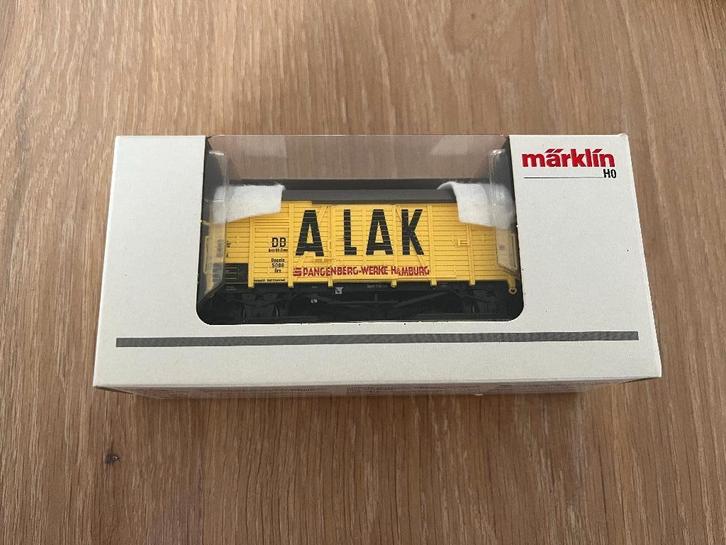 märklin
H0
ALAK
DB
SPANGENBERG-WERKE HAMBURG